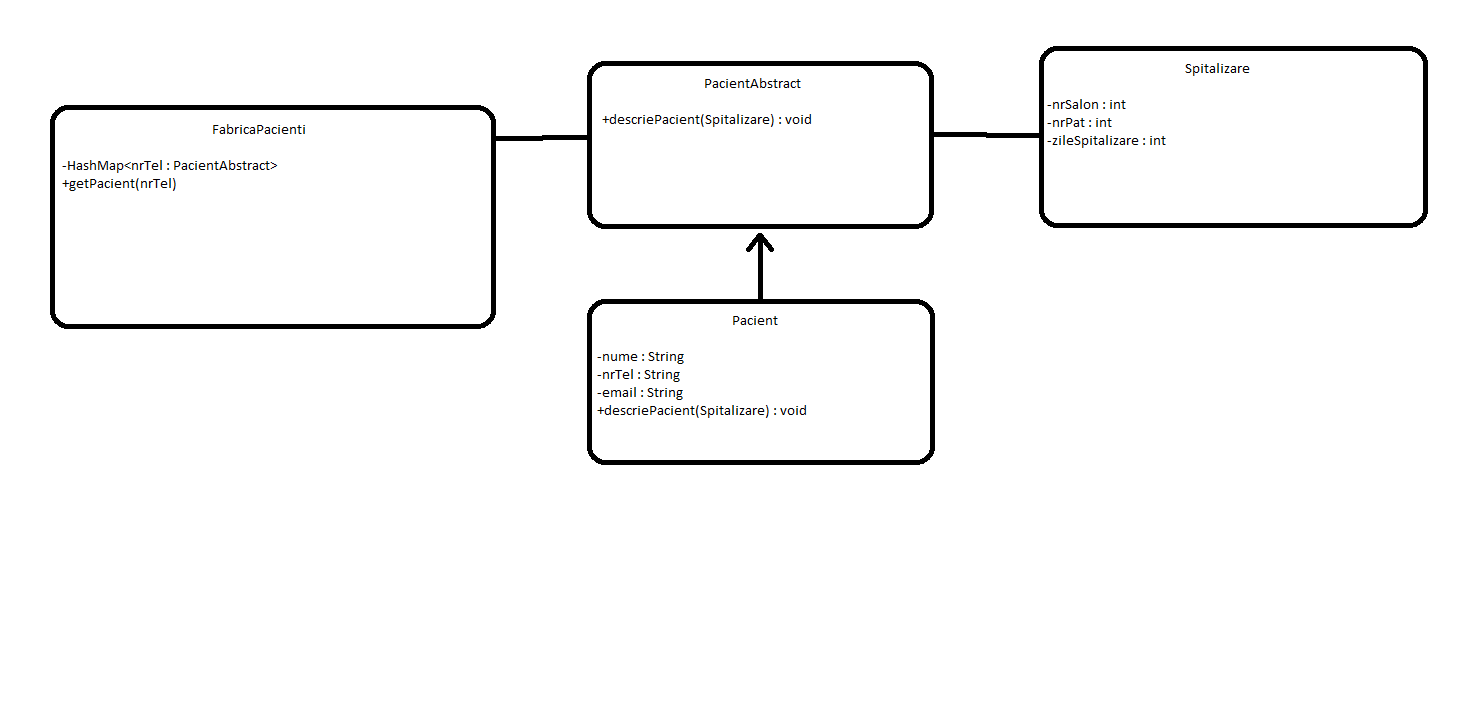 FabricaPacienti
-HashMap<nrTel : PacientAbstract>
+getPacient(nrTel)
PacientAbstract
+descriePacient(Spitalizare) : void
Spitalizare
-nrSalon : int
-nrPat : int
-zileSpitalizare : int
Pacient
-nume : String
-nrTel : String
-email : String
+descriePacient(Spitalizare) : void